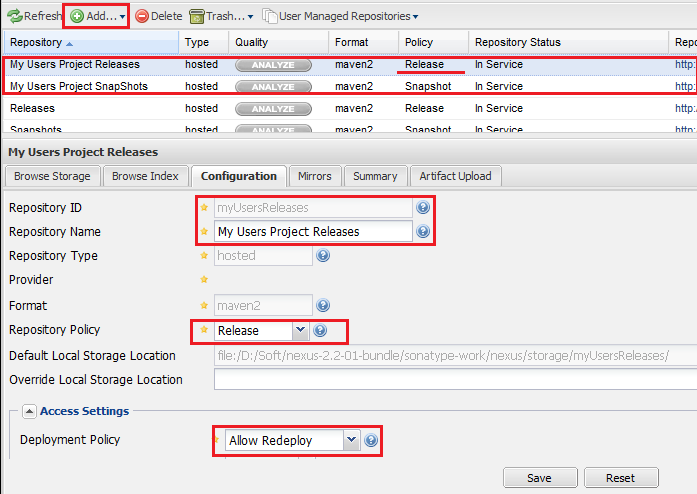 Refresh Add... Delete Trash... User Managed Repositories
Repository Type Quality Format Policy Repository Status Repo
My Users Project Releases hosted ANALYZE maven2 Release In Service http:
My Users Project SnapShots hosted ANALYZE maven2 Snapshot In Service http:
Releases hosted ANALYZE maven2 Release In Service http:/
Snapshots hosted ANALYZE maven2 Snapshot In Service http:
My Users Project Releases
Browse Storage Browse Index Configuration Mirrors Summary Artifact Upload
Repository ID myUsersReleases
Repository Name My Users Project Releases
Repository Type hosted
Provider
Format maven2
Repository Policy Release
Default Local Storage Location file:/D:/Soft/nexus-2.2-01-bundle/sonatype-work/nexus/storage/myUsersReleases/
Override Local Storage Location
Access Settings
Deployment Policy Allow Redeploy
Save Reset